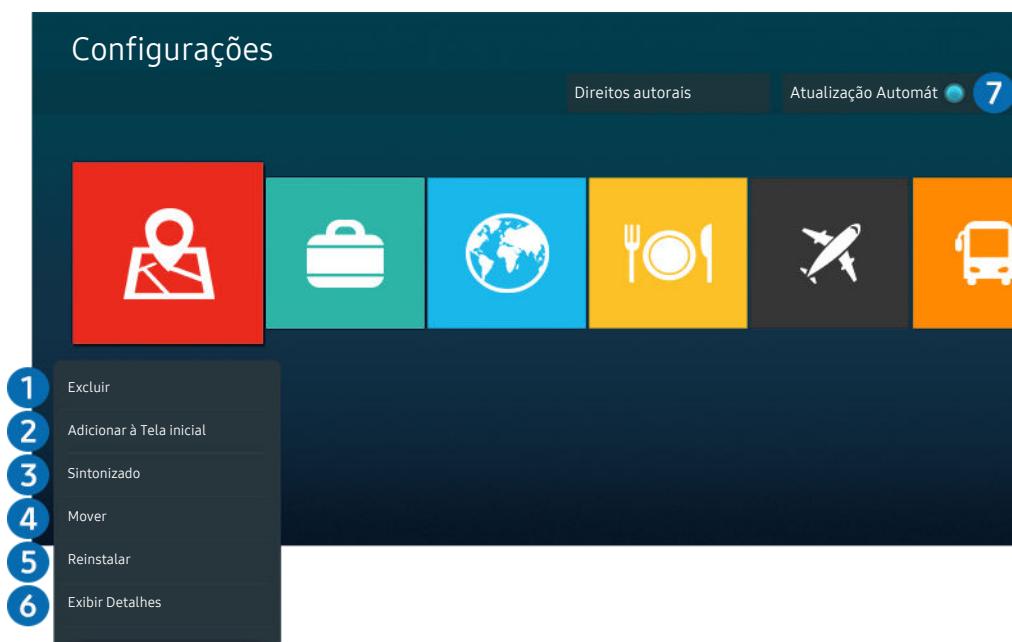 Configurações
Direitos autorais
Atualização Automát
7
1 Excluir
2 Adicionar à Tela inicial
3 Sintonizado
4 Mover
5 Reinstalar
6 Exibir Detalhes